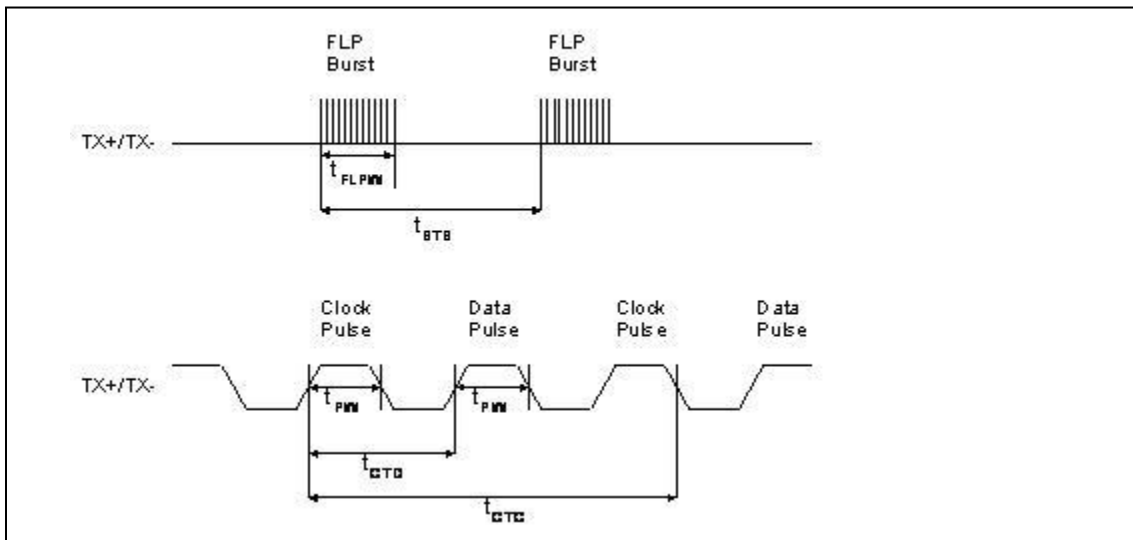 FLP
Burst
FLP
Burst
TX+/TX-
tFLPW
tBTB
Clock
Pulse
Data
Pulse
Clock
Pulse
Data
Pulse
TX+/TX-
tPW
tPW
tCTD
tCTC